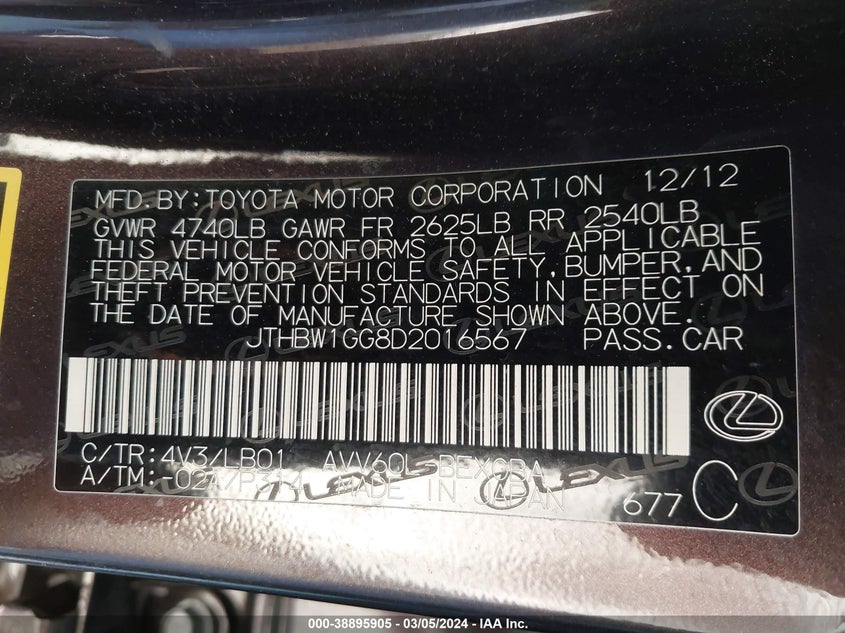 MFD.BY:TOYOTA MOTOR CORPORATION 12/12
GVWR 4740LB GAWR FR 2625LB RR 2540LB
THIS VEHICLE CONFORMS TO ALL APPLICABLE
FEDERAL MOTOR VEHICLE SAFETY, BUMPER, AND
THEFT PREVENTION STANDARDS IN EFFECT ON
THE DATE OF MANUFACTURE SHOWN ABOVE.
JTHBW1GG8D2016567 PASS.CAR
C/TR:4V3/LB01 AVV60L-BEXGBA
A/TM: MADE IN JAPAN
677 C
LEXUS
000-38895905 - 03/05/2024 - IAA Inc.